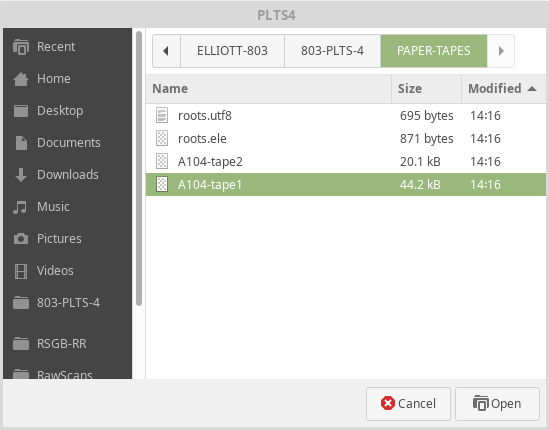 PLTS4
Recent
Home
Desktop
Documents
Downloads
Music
Pictures
Videos
803-PLTS-4
RSGB-RR
RawScans
ELLIOTT-803 803-PLTS-4 PAPER-TAPES
Name Size Modified
roots.utf8 695 bytes 14:16
roots.ele 871 bytes 14:16
A104-tape2 20.1 kB 14:16
A104-tape1 44.2 kB 14:16
Cancel Open